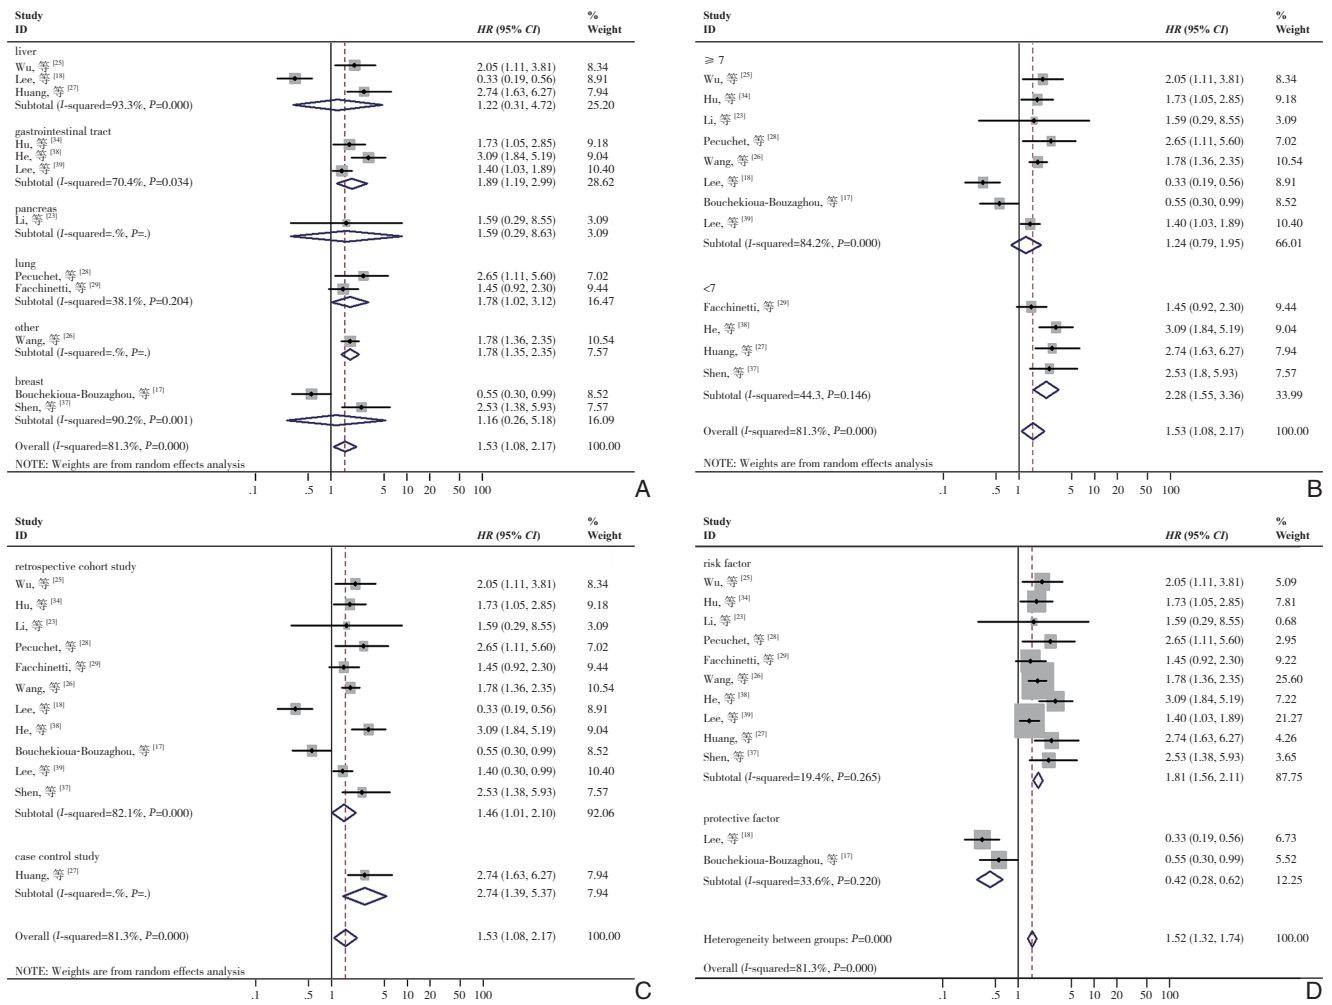 Study %
ID HR (95% CI) Weight
liver
Wu, 等 [25] 2.05 (1.11, 3.81) 8.34
Lee, 等 [18] 0.33 (0.19, 0.56) 8.91
Huang, 等 [27] 2.74 (1.63, 6.27) 7.94
Subtotal (I-squared=93.3%, P=0.000) 1.22 (0.31, 4.72) 25.20
gastrointestinal tract
Hu, 等 [34] 1.73 (1.05, 2.85) 9.18
He, 等 [38] 3.09 (1.84, 5.19) 9.04
Lee, 等 [39] 1.40 (1.03, 1.89) 10.40
Subtotal (I-squared=70.4%, P=0.034) 1.89 (1.19, 2.99) 28.62
pancreas
Li, 等 [23] 1.59 (0.29, 8.55) 3.09
Subtotal (I-squared=.%, P=.) 1.59 (0.29, 8.63) 3.09
lung
Pecuchet, 等 [28] 2.65 (1.11, 5.60) 7.02
Facchinetti, 等 [29] 1.45 (0.92, 2.30) 9.44
Subtotal (I-squared=38.1%, P=0.204) 1.78 (1.02, 3.12) 16.47
other
Wang, 等 [26] 1.78 (1.36, 2.35) 10.54
Subtotal (I-squared=.%, P=.) 1.78 (1.35, 2.35) 7.57
breast
Bouchekioua-Bouzaghou, 等 [17] 0.55 (0.30, 0.99) 8.52
Shen, 等 [37] 2.53 (1.38, 5.93) 7.57
Subtotal (I-squared=90.2%, P=0.001) 1.16 (0.26, 5.18) 16.09
Overall (I-squared=81.3%, P=0.000) 1.53 (1.08, 2.17) 100.00
NOTE: Weights are from random effects analysis
.1 .5 1 5 10 20 50 100
A
Study %
ID HR (95% CI) Weight
≥ 7
Wu, 等 [25] 2.05 (1.11, 3.81) 8.34
Hu, 等 [34] 1.73 (1.05, 2.85) 9.18
Li, 等 [23] 1.59 (0.29, 8.55) 3.09
Pecuchet, 等 [28] 2.65 (1.11, 5.60) 7.02
Wang, 等 [26] 1.78 (1.36, 2.35) 10.54
Lee, 等 [18] 0.33 (0.19, 0.56) 8.91
Bouchekioua-Bouzaghou, 等 [17] 0.55 (0.30, 0.99) 8.52
Lee, 等 [39] 1.40 (1.03, 1.89) 10.40
Subtotal (I-squared=84.2%, P=0.000) 1.24 (0.79, 1.95) 66.01
<7
Facchinetti, 等 [29] 1.45 (0.92, 2.30) 9.44
He, 等 [38] 3.09 (1.84, 5.19) 9.04
Huang, 等 [27] 2.74 (1.63, 6.27) 7.94
Shen, 等 [37] 2.53 (1.8, 5.93) 7.57
Subtotal (I-squared=44.3, P=0.146) 2.28 (1.55, 3.36) 33.99
Overall (I-squared=81.3%, P=0.000) 1.53 (1.08, 2.17) 100.00
NOTE: Weights are from random effects analysis
.1 .5 1 5 10 20 50 100
B
Study %
ID HR (95% CI) Weight
retrospective cohort study
Wu, 等 [25] 2.05 (1.11, 3.81) 8.34
Hu, 等 [34] 1.73 (1.05, 2.85) 9.18
Li, 等 [23] 1.59 (0.29, 8.55) 3.09
Pecuchet, 等 [28] 2.65 (1.11, 5.60) 7.02
Facchinetti, 等 [29] 1.45 (0.92, 2.30) 9.44
Wang, 等 [26] 1.78 (1.36, 2.35) 10.54
Lee, 等 [18] 0.33 (0.19, 0.56) 8.91
He, 等 [38] 3.09 (1.84, 5.19) 9.04
Bouchekioua-Bouzaghou, 等 [17] 0.55 (0.30, 0.99) 8.52
Lee, 等 [39] 1.40 (0.30, 0.99) 10.40
Shen, 等 [37] 2.53 (1.38, 5.93) 7.57
Subtotal (I-squared=82.1%, P=0.000) 1.46 (1.01, 2.10) 92.06
case control study
Huang, 等 [27] 2.74 (1.63, 6.27) 7.94
Subtotal (I-squared=.%, P=.) 2.74 (1.39, 5.37) 7.94
Overall (I-squared=81.3%, P=0.000) 1.53 (1.08, 2.17) 100.00
NOTE: Weights are from random effects analysis
.1 .5 1 5 10 20 50 100
C
Study %
ID HR (95% CI) Weight
risk factor
Wu, 等 [25] 2.05 (1.11, 3.81) 5.09
Hu, 等 [34] 1.73 (1.05, 2.85) 7.81
Li, 等 [23] 1.59 (0.29, 8.55) 0.68
Pecuchet, 等 [28] 2.65 (1.11, 5.60) 2.95
Facchinetti, 等 [29] 1.45 (0.92, 2.30) 9.22
Wang, 等 [26] 1.78 (1.36, 2.35) 25.60
He, 等 [38] 3.09 (1.84, 5.19) 7.22
Lee, 等 [39] 1.40 (1.03, 1.89) 21.27
Huang, 等 [27] 2.74 (1.63, 6.27) 4.26
Shen, 等 [37] 2.53 (1.38, 5.93) 3.65
Subtotal (I-squared=19.4%, P=0.265) 1.81 (1.56, 2.11) 87.75
protective factor
Lee, 等 [18] 0.33 (0.19, 0.56) 6.73
Bouchekioua-Bouzaghou, 等 [17] 0.55 (0.30, 0.99) 5.52
Subtotal (I-squared=33.6%, P=0.220) 0.42 (0.28, 0.62) 12.25
Heterogeneity between groups: P=0.000 1.52 (1.32, 1.74) 100.00
Overall (I-squared=81.3%, P=0.000)
.1 .5 1 5 10 20 50 100
D